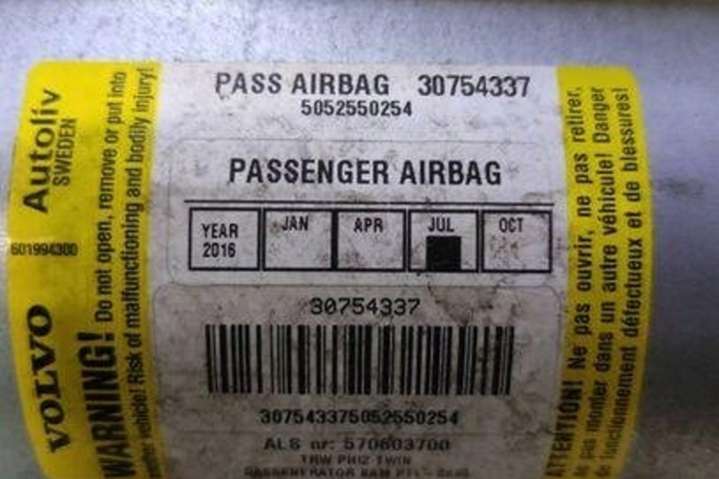 PASS AIRBAG 30754337
5052550254
PASSENGER AIRBAG
YEAR 2016
JAN
APR
JUL
OCT
30754337
307543375052550254
ALS nr: 570603700
TRW PH12 TWIN
Autoliv
SWEDEN
601994300
VOLVO
WARNING! Do not open, remove or put into
another vehicle! Risk of malfunctioning and bodily injury!
ATTENTION! Ne pas ouvrir, ne pas retirer,
ne pas monter dans un autre véhicule! Danger
de fonctionnement défectueux et de blessures!